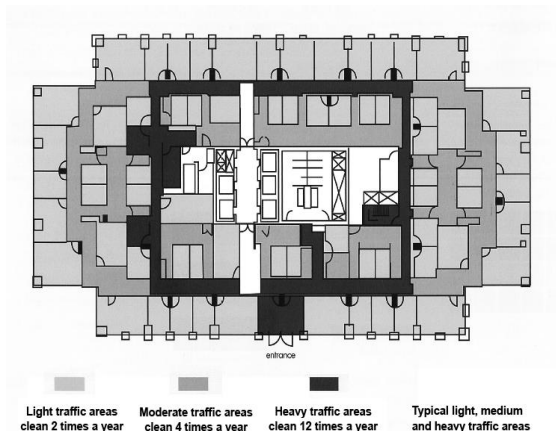 entrance
Light traffic areas
clean 2 times a year
Moderate traffic areas
clean 4 times a year
Heavy traffic areas
clean 12 times a year
Typical light, medium
and heavy traffic areas